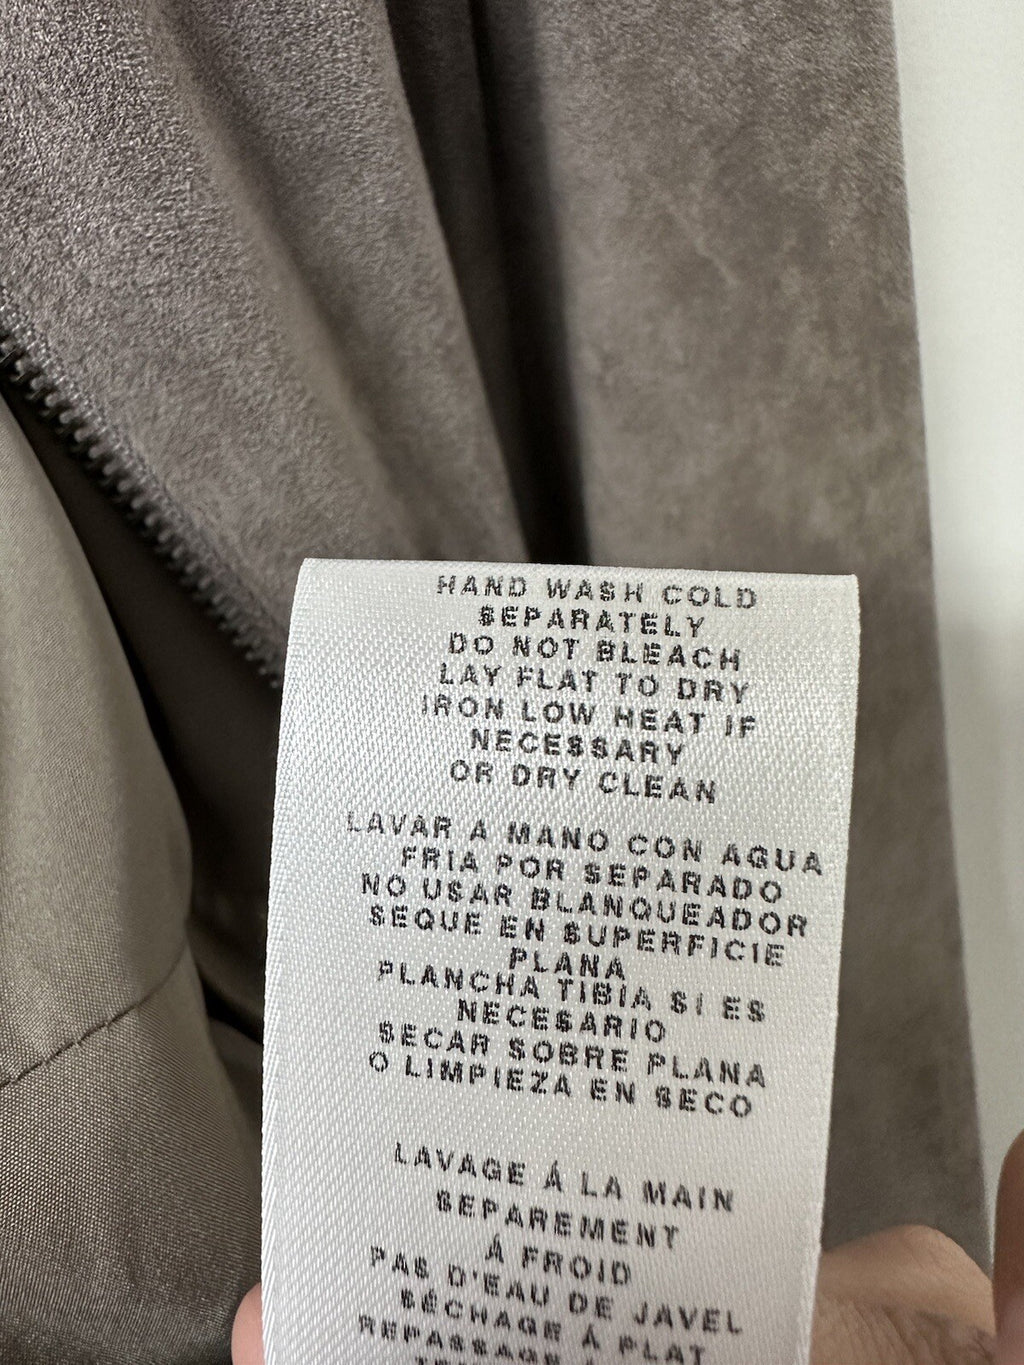 HAND WASH COLD
SEPARATELY
DO NOT BLEACH
LAY FLAT TO DRY
IRON LOW HEAT IF
NECESSARY
OR DRY CLEAN
LAVAR A MANO CON AGUA
FRIA POR SEPARADO
NO USAR BLANQUEADOR
SEQUE EN SUPERFICIE
PLANA
PLANCHA TIBIA SI ES
NECESARIO
SECAR SOBRE PLANA
O LIMPIEZA EN SECO
LAVAGE Á LA MAIN
SEPAREMENT
Á FROID
PAS D'EAU DE JAVEL
SÉCHAGE Á PLAT
REPASSAGE